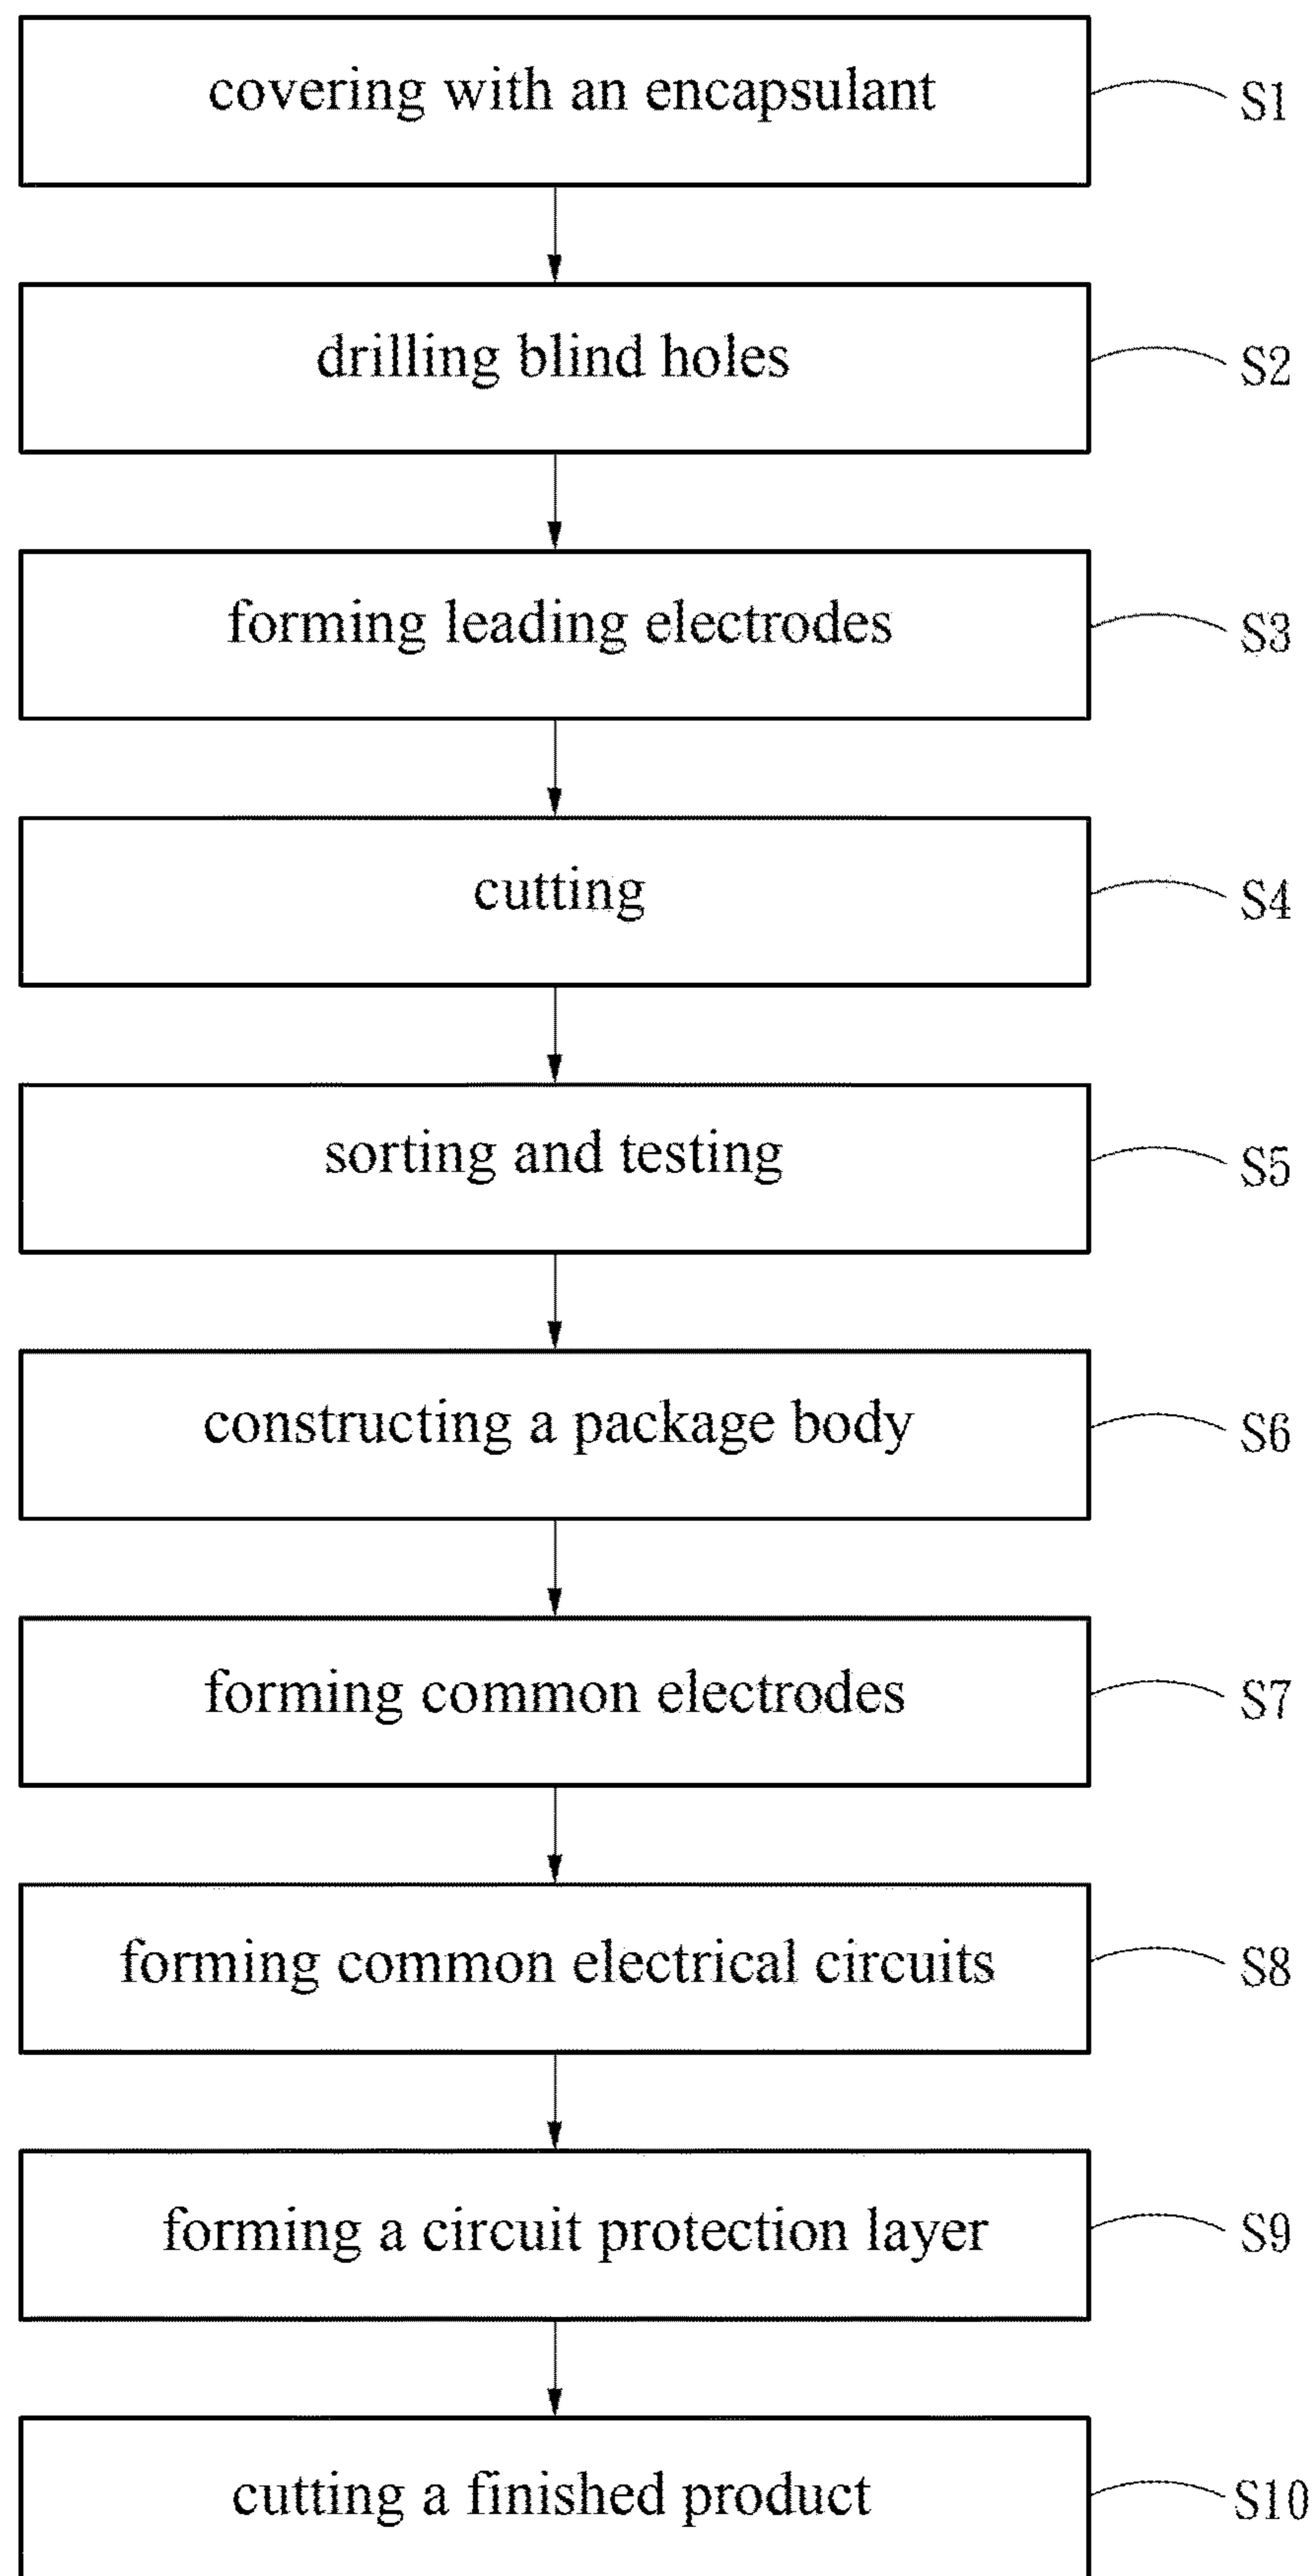 covering with an encapsulant S1
drilling blind holes S2
forming leading electrodes S3
cutting S4
sorting and testing S5
constructing a package body S6
forming common electrodes S7
forming common electrical circuits S8
forming a circuit protection layer S9
cutting a finished product S10